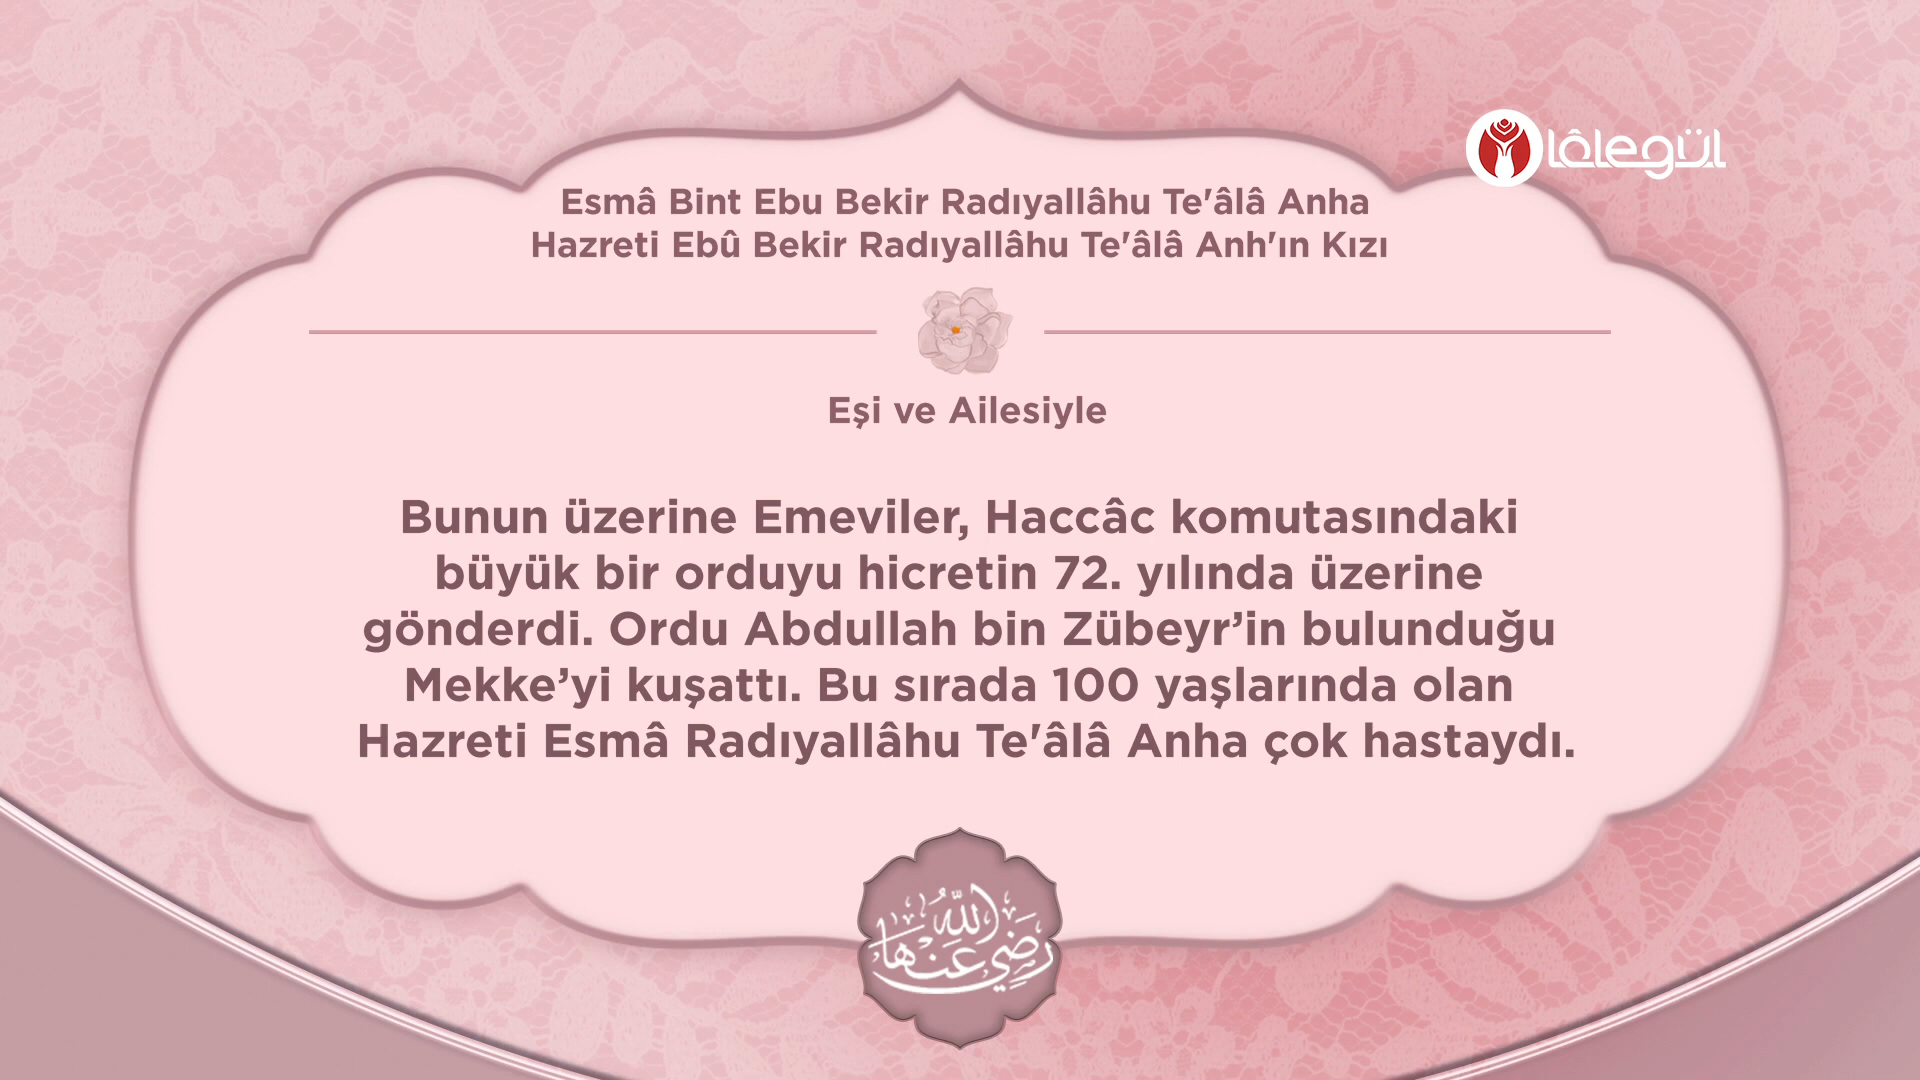 lâlegül
Esmâ Bint Ebu Bekir Radıyallâhu Te'âlâ Anha
Hazreti Ebû Bekir Radıyallâhu Te'âlâ Anh'ın Kızı
Eşi ve Ailesiyle
Bunun üzerine Emeviler, Haccâc komutasındaki
büyük bir orduyu hicretin 72. yılında üzerine
gönderdi. Ordu Abdullah bin Zübeyr’in bulunduğu
Mekke’yi kuşattı. Bu sırada 100 yaşlarında olan
Hazreti Esmâ Radıyallâhu Te'âlâ Anha çok hastaydı.
رَضِيَ اللهُ عَنْهَا